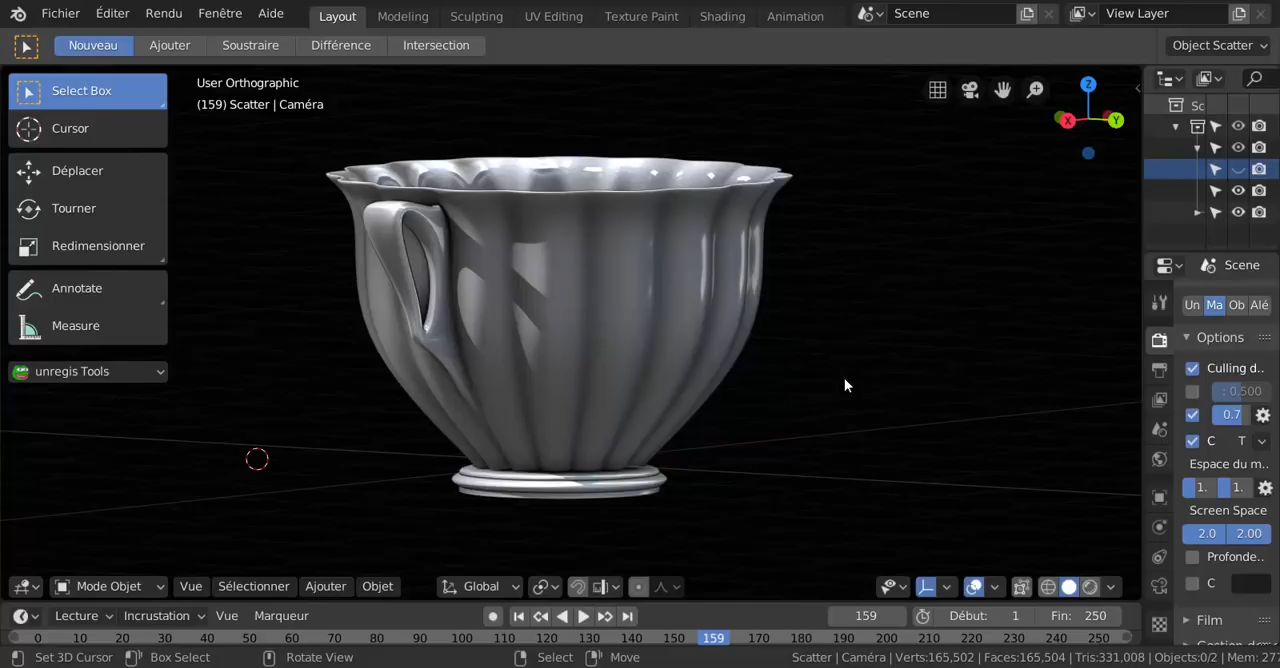 Fichier Éditer Rendu Fenêtre Aide Layout Modeling Sculpting UV Editing Texture Paint Shading Animation Scene View Layer
Nouveau Ajouter Soustraire Différence Intersection Object Scatter
Select Box
Cursor
Déplacer
Tourner
Redimensionner
Annotate
Measure
unregis Tools
User Orthographic
(159) Scatter | Caméra
Z
X
Y
Sc
Scene
Un Ma Ob Alé
Options
Culling d..
: 0.500
0.7
C T
Espace du m..
1. 1.
Screen Space
2.0 2.00
Profonde..
C
Film
Mode Objet Vue Sélectionner Ajouter Objet Global
Lecture Incrustation Vue Marqueur 159 Début: 1 Fin: 250
0 10 20 30 40 50 60 70 80 90 100 110 120 130 140 150 159 170 180 190 200 210 220 230 240 250
Set 3D Cursor Box Select Rotate View Select Move Scatter | Caméra | Verts:165,502 | Faces:165,504 | Tris:331,008 | Objects:0/2 | Mem: 27